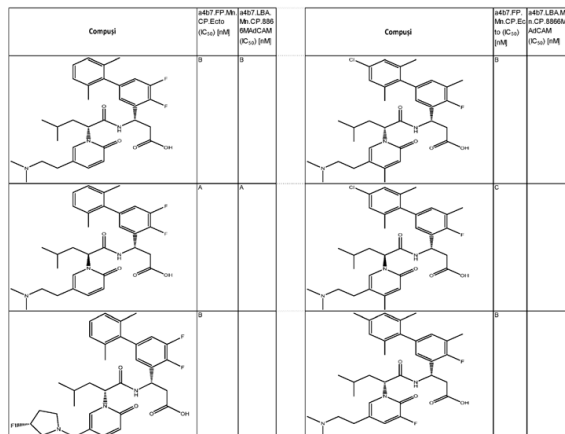 Compuși
a4b7.FP.Mn.
CP.Ecto
(IC₅₀) [nM]
a4b7.LBA.
Mn.CP.886
6MAdCAM
(IC₅₀) [nM]
Compuși
a4b7.FP.
Mn.CP.Ec
to (IC₅₀)
[nM]
a4b7.LBA.M
n.CP.8866M
AdCAM
(IC₅₀) [nM]
B
B
B
A
A
C
B
B